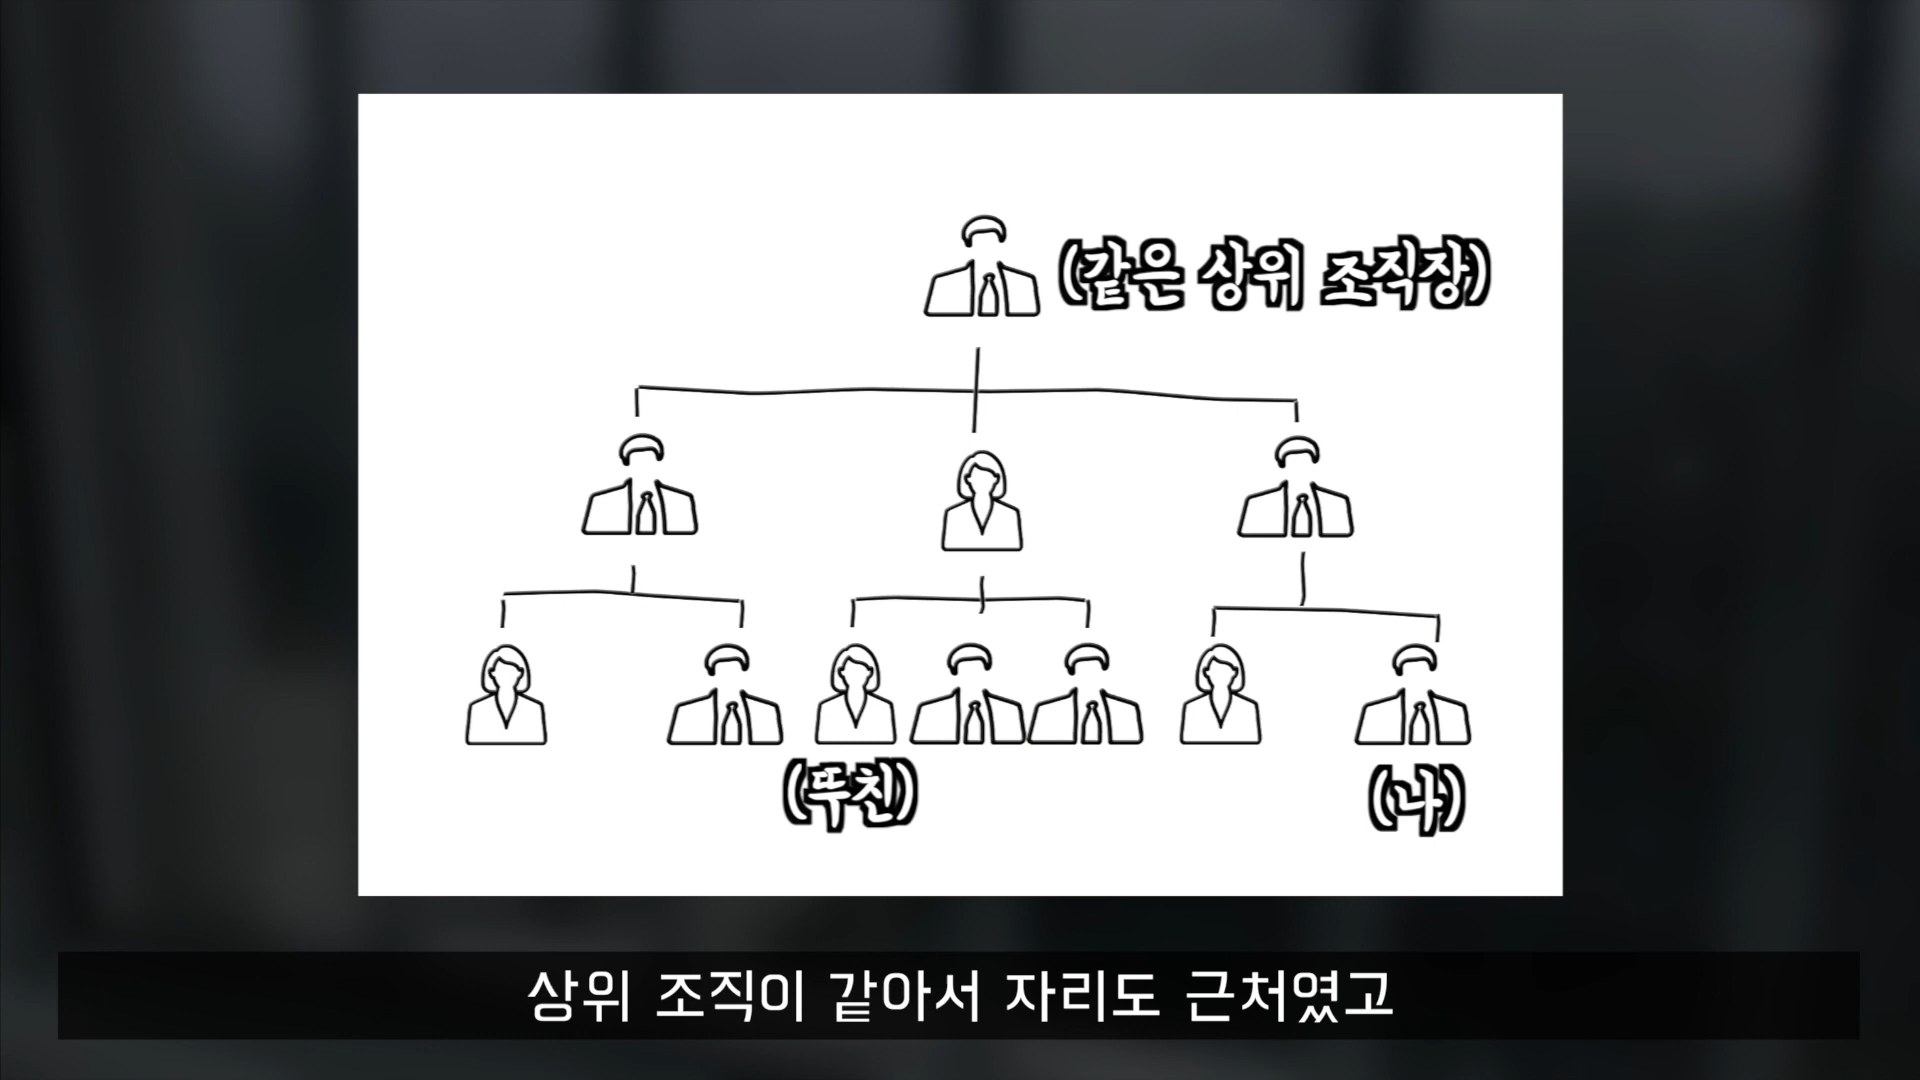 (같은 상위 조직장)
(뚜친)
(나)
상위 조직이 같아서 자리도 근처였고